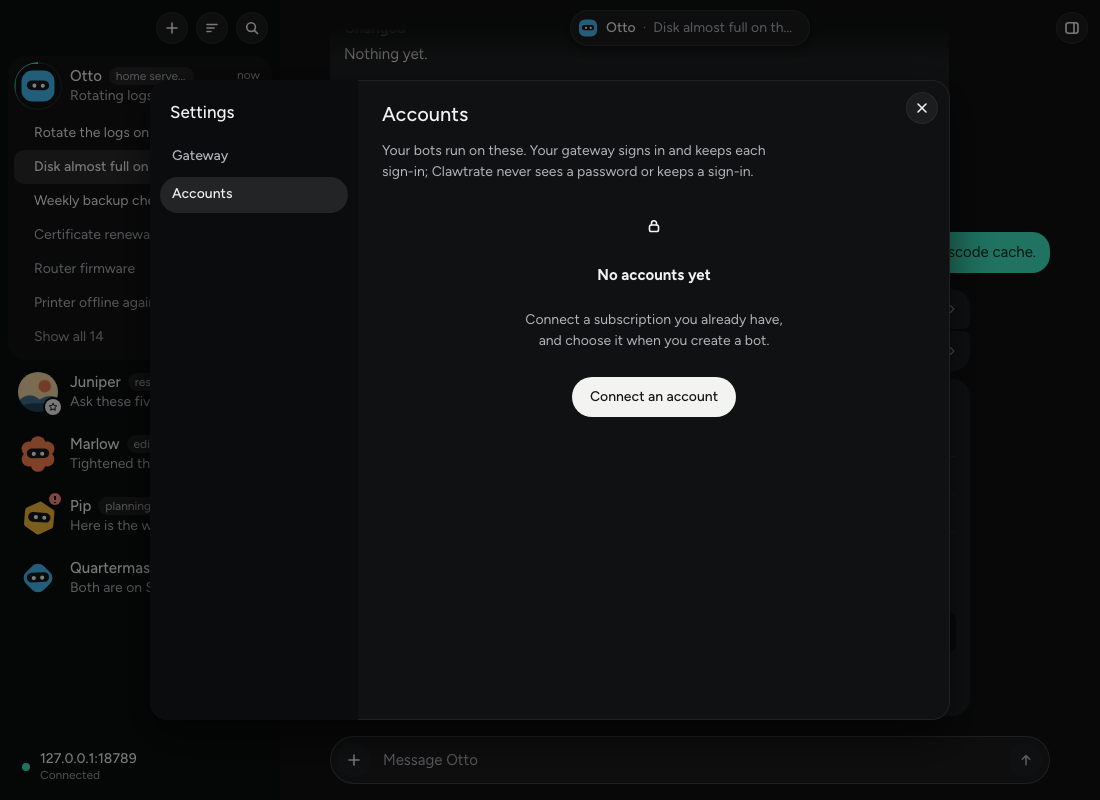 Otto · Disk almost full on th...
Nothing yet.
Otto home serve... now
Rotating logs
Rotate the logs on
Disk almost full on
Weekly backup che
Certificate renewa
Router firmware
Printer offline again
Show all 14
Juniper res
Ask these fiv
Marlow edi
Tightened th
Pip planning
Here is the w
Quartermas
Both are on S
127.0.0.1:18789
Connected
Settings
Gateway
Accounts
Accounts
Your bots run on these. Your gateway signs in and keeps each
sign-in; Clawtrate never sees a password or keeps a sign-in.
No accounts yet
Connect a subscription you already have,
and choose it when you create a bot.
Connect an account
scode cache.
Message Otto